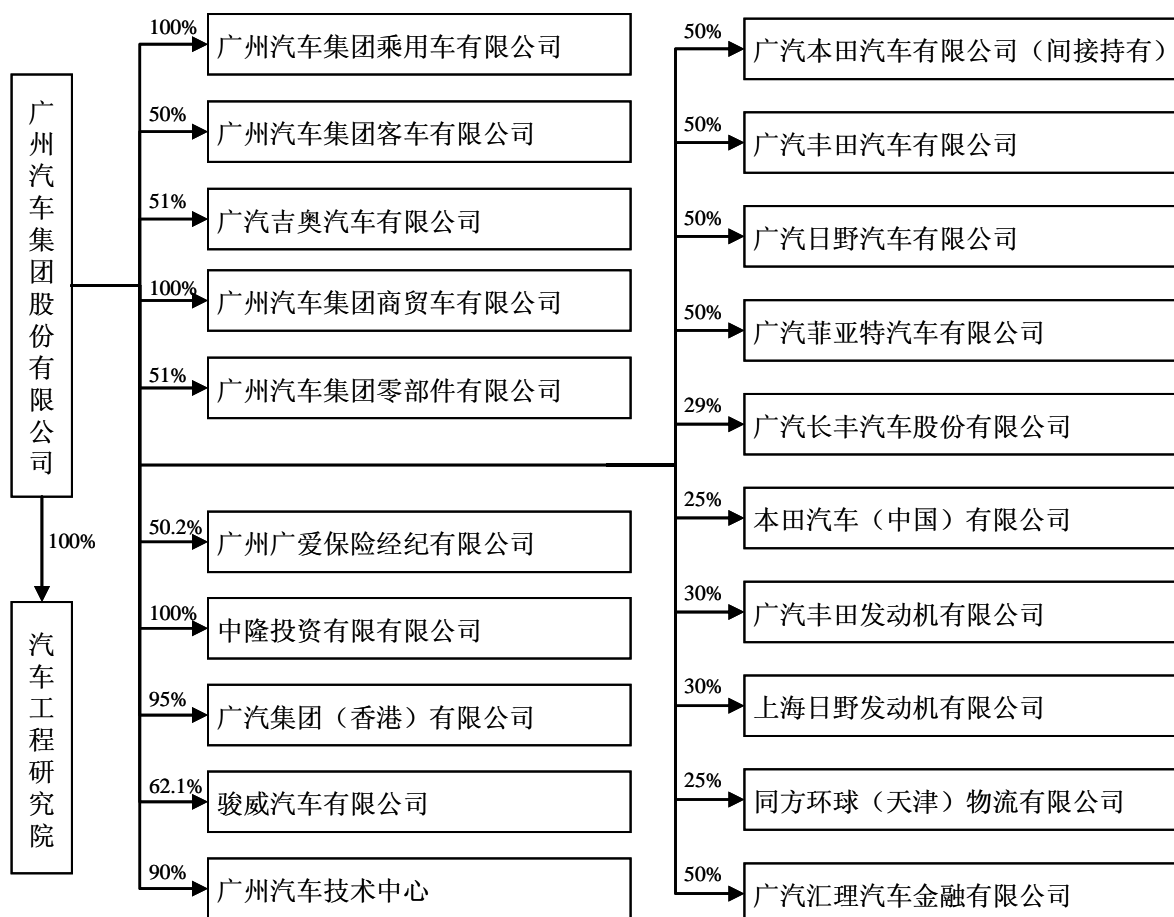 广州汽车集团股份有限公司
100%
汽车工程研究院
100%
广州汽车集团乘用车有限公司
50%
广州汽车集团客车有限公司
51%
广汽吉奥汽车有限公司
100%
广州汽车集团商贸车有限公司
51%
广州汽车集团零部件有限公司
50.2%
广州广爱保险经纪有限公司
100%
中隆投资有限有限公司
95%
广汽集团（香港）有限公司
62.1%
骏威汽车有限公司
90%
广州汽车技术中心
50%
广汽本田汽车有限公司（间接持有）
50%
广汽丰田汽车有限公司
50%
广汽日野汽车有限公司
50%
广汽菲亚特汽车有限公司
29%
广汽长丰汽车股份有限公司
25%
本田汽车（中国）有限公司
30%
广汽丰田发动机有限公司
30%
上海日野发动机有限公司
25%
同方环球（天津）物流有限公司
50%
广汽汇理汽车金融有限公司